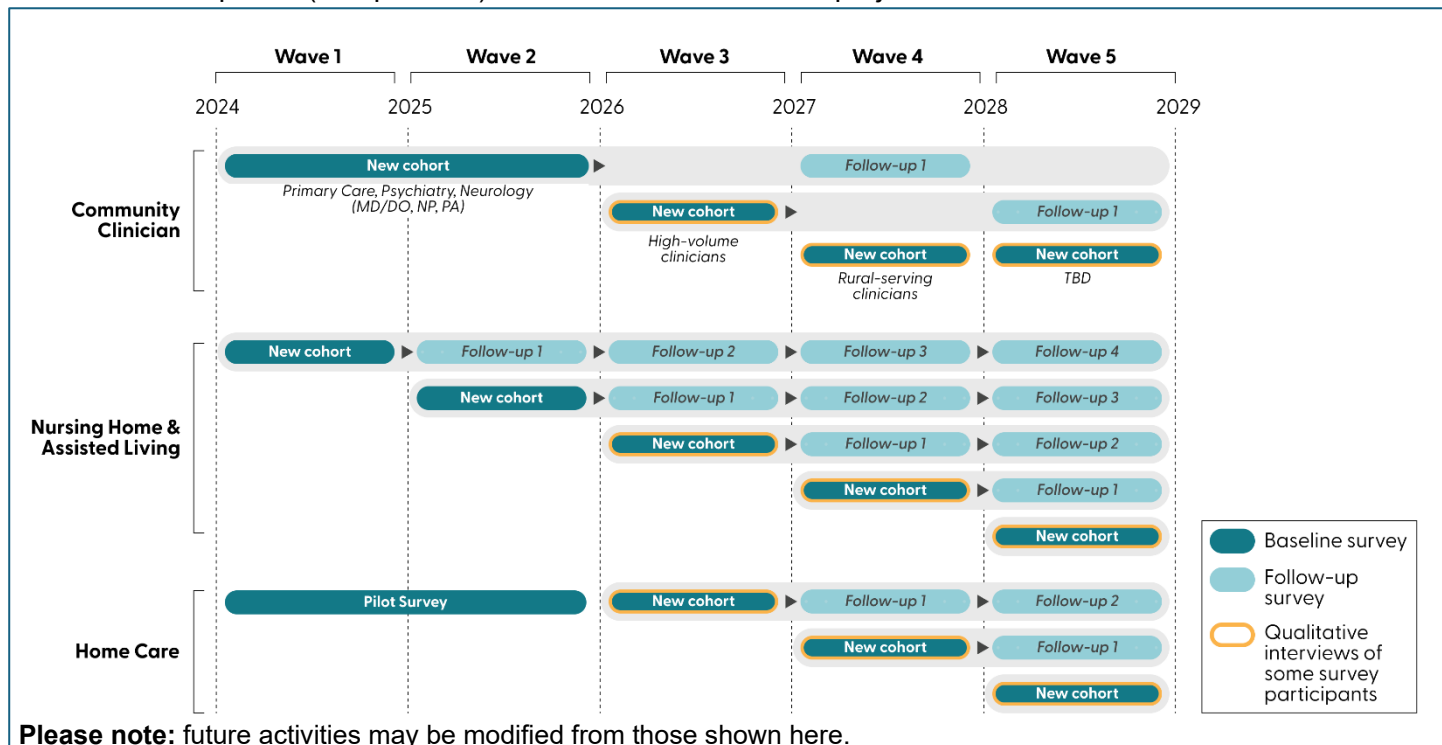 Wave 1 Wave 2 Wave 3 Wave 4 Wave 5
2024 2025 2026 2027 2028 2029
Community
Clinician
New cohort Follow-up 1
Primary Care, Psychiatry, Neurology
(MD/DO, NP, PA)
New cohort Follow-up 1
High-volume
clinicians
New cohort New cohort
Rural-serving
clinicians
TBD
Nursing Home &
Assisted Living
New cohort Follow-up 1 Follow-up 2 Follow-up 3 Follow-up 4
New cohort Follow-up 1 Follow-up 2 Follow-up 3
New cohort Follow-up 1 Follow-up 2
New cohort Follow-up 1
New cohort
Home Care
Pilot Survey New cohort Follow-up 1 Follow-up 2
New cohort Follow-up 1
New cohort
Baseline survey
Follow-up
survey
Qualitative
interviews of
some survey
participants
Please note: future activities may be modified from those shown here.